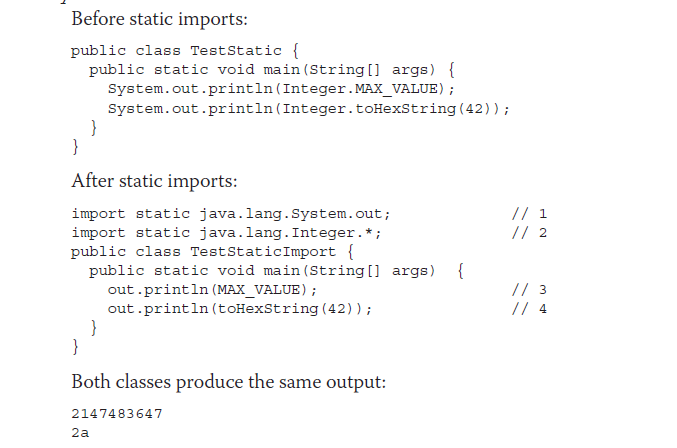 Before static imports:
public class TestStatic {
  public static void main(String[] args) {
    System.out.println(Integer.MAX_VALUE);
    System.out.println(Integer.toHexString(42));
  }
}
After static imports:
import static java.lang.System.out;             // 1
import static java.lang.Integer.*;              // 2
public class TestStaticImport {
  public static void main(String[] args)  {
    out.println(MAX_VALUE);                     // 3
    out.println(toHexString(42));               // 4
  }
}
Both classes produce the same output:
2147483647
2a